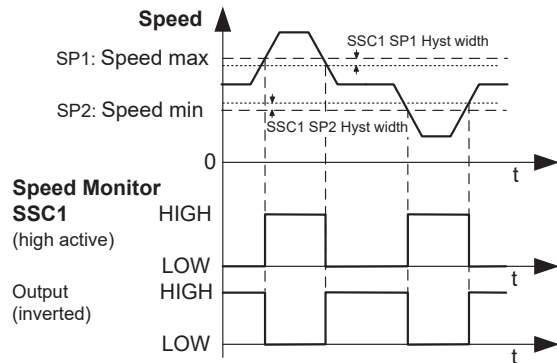 Speed
SSC1 SP1 Hyst width
SP1: Speed max
SP2: Speed min
SSC1 SP2 Hyst width
0
t
Speed Monitor
SSC1
(high active)
HIGH
LOW
t
Output
(inverted)
HIGH
LOW
t